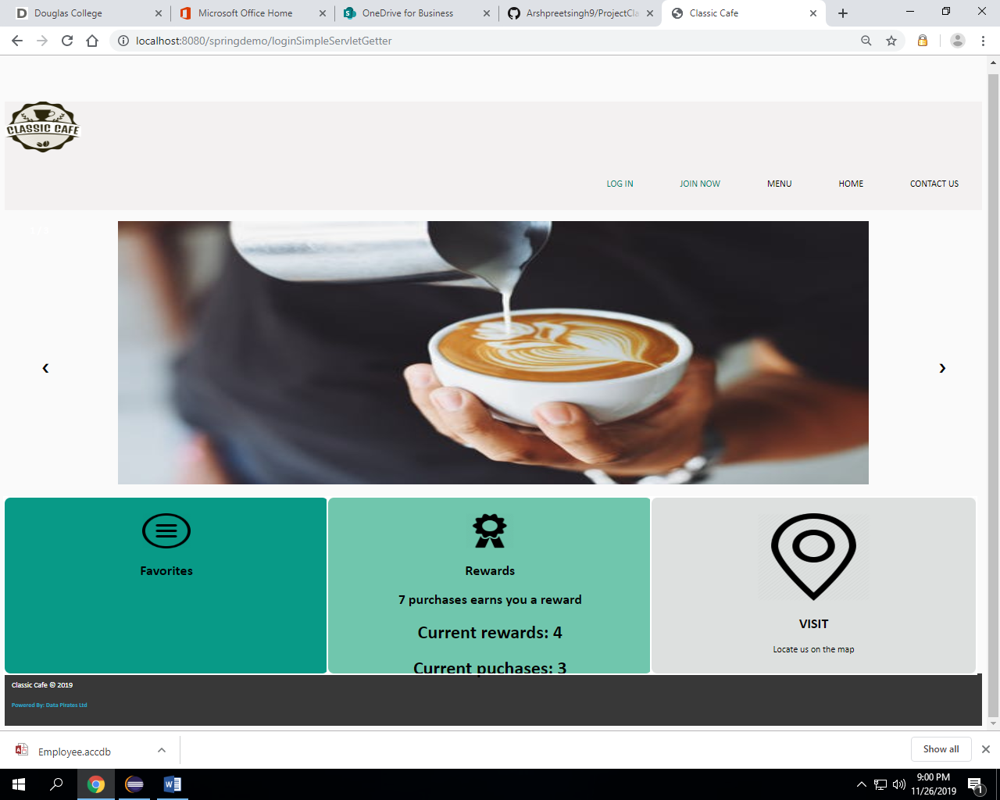 Douglas College
Microsoft Office Home
OneDrive for Business
Arshpreetsingh9/ProjectCla
Classic Cafe
localhost:8080/springdemo/loginSimpleServletGetter
CLASSIC CAFE
LOG IN
JOIN NOW
MENU
HOME
CONTACT US
Favorites
Rewards
7 purchases earns you a reward
Current rewards: 4
Current puchases: 3
VISIT
Locate us on the map
Classic Cafe © 2019
Powered By: Data Pirates Ltd
Employee.accdb
Show all
9:00 PM
11/26/2019
1